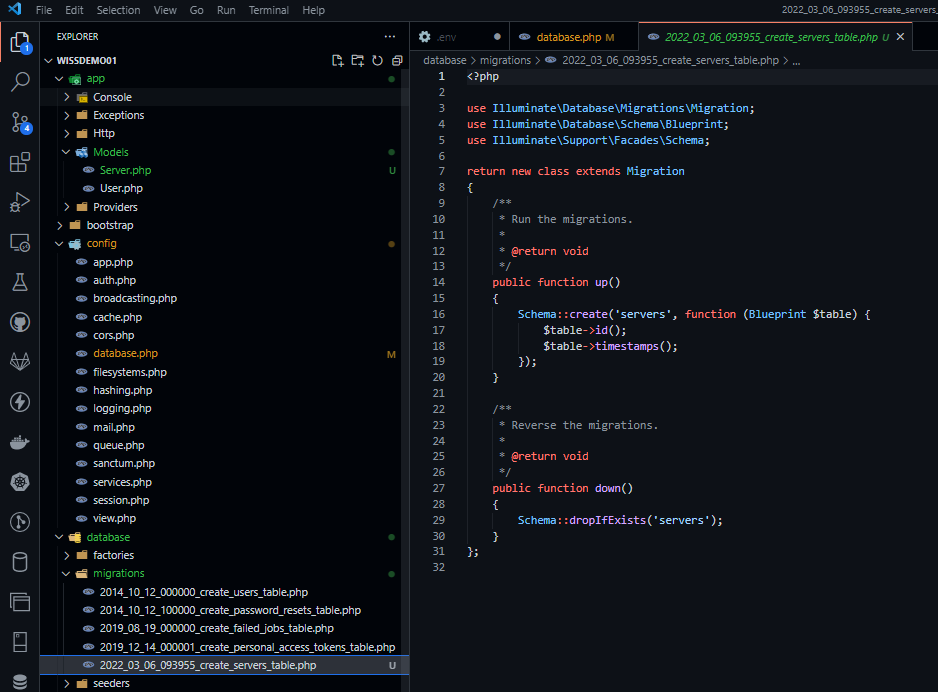 File Edit Selection View Go Run Terminal Help 2022_03_06_093955_create_servers_
EXPLORER ...
WISSDEMO01
app
Console
Exceptions
Http
Models
Server.php U
User.php
Providers
bootstrap
config
app.php
auth.php
broadcasting.php
cache.php
cors.php
database.php M
filesystems.php
hashing.php
logging.php
mail.php
queue.php
sanctum.php
services.php
session.php
view.php
database
factories
migrations
2014_10_12_000000_create_users_table.php
2014_10_12_100000_create_password_resets_table.php
2019_08_19_000000_create_failed_jobs_table.php
2019_12_14_000001_create_personal_access_tokens_table.php
2022_03_06_093955_create_servers_table.php U
seeders
1
4
.env database.php M 2022_03_06_093955_create_servers_table.php U
database > migrations > 2022_03_06_093955_create_servers_table.php > ...
1 <?php
2
3 use Illuminate\Database\Migrations\Migration;
4 use Illuminate\Database\Schema\Blueprint;
5 use Illuminate\Support\Facades\Schema;
6
7 return new class extends Migration
8 {
9     /**
10      * Run the migrations.
11      *
12      * @return void
13      */
14     public function up()
15     {
16         Schema::create('servers', function (Blueprint $table) {
17             $table->id();
18             $table->timestamps();
19         });
20     }
21
22     /**
23      * Reverse the migrations.
24      *
25      * @return void
26      */
27     public function down()
28     {
29         Schema::dropIfExists('servers');
30     }
31 };
32